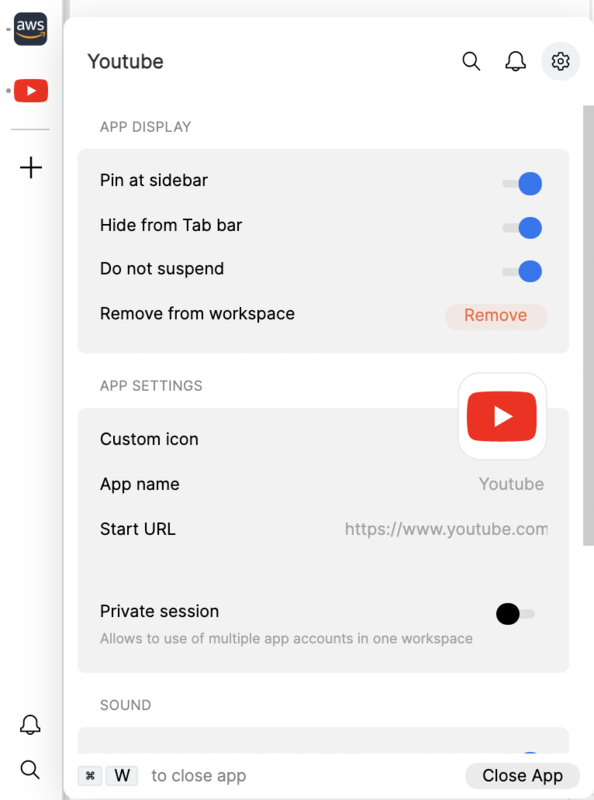 aws
Youtube
APP DISPLAY
Pin at sidebar
Hide from Tab bar
Do not suspend
Remove from workspace Remove
APP SETTINGS
Custom icon
App name Youtube
Start URL https://www.youtube.com
Private session
Allows to use of multiple app accounts in one workspace
SOUND
⌘ W to close app Close App